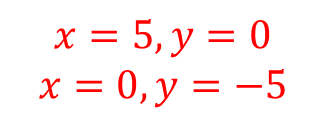 x = 5, y = 0
x = 0, y = −5